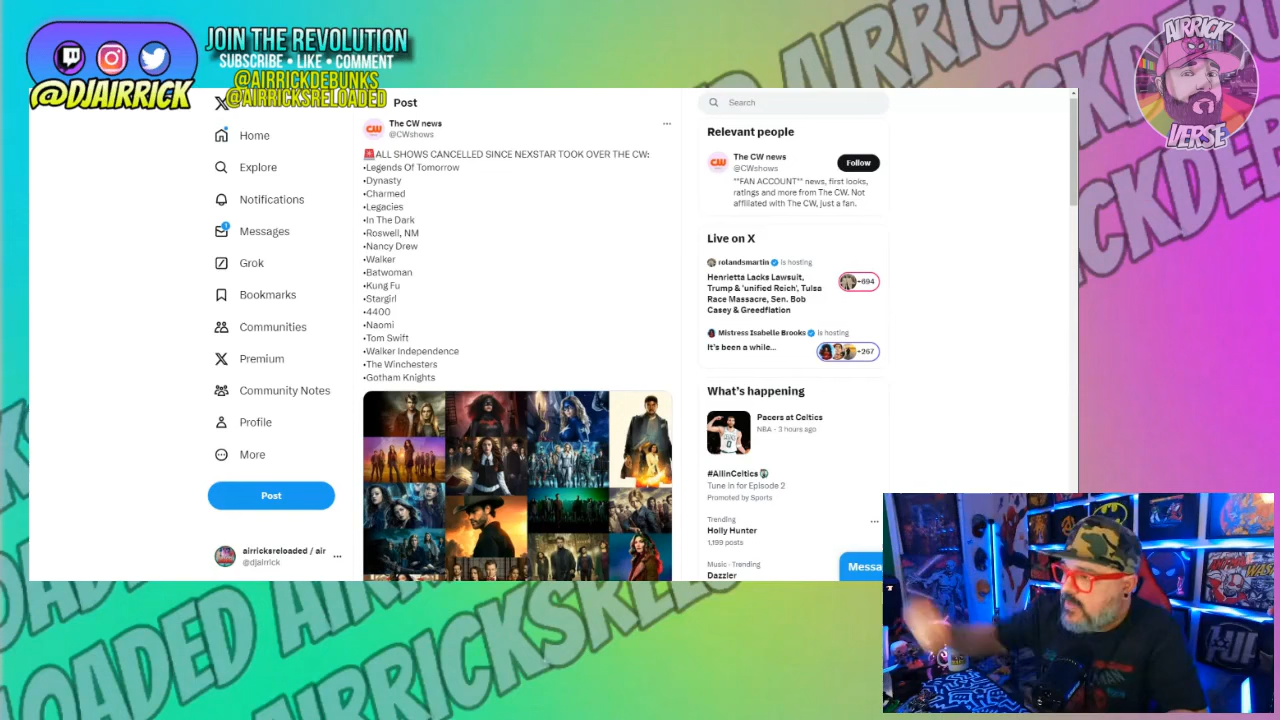 @DJAIRRICK
JOIN THE REVOLUTION
SUBSCRIBE • LIKE • COMMENT
@AIRRICKDEBUNKS
@AIRRICKSRELOADED
AIRRICK
VERSE
Home
Explore
Notifications
1
Messages
Grok
Bookmarks
Communities
Premium
Community Notes
Profile
More
Post
airricksreloaded / air
@djairrick
Post
The CW news
@CWshows
🚨ALL SHOWS CANCELLED SINCE NEXSTAR TOOK OVER THE CW:
•Legends Of Tomorrow
•Dynasty
•Charmed
•Legacies
•In The Dark
•Roswell, NM
•Nancy Drew
•Walker
•Batwoman
•Kung Fu
•Stargirl
•4400
•Naomi
•Tom Swift
•Walker Independence
•The Winchesters
•Gotham Knights
Search
Relevant people
The CW news
@CWshows
Follow
**FAN ACCOUNT** news, first looks,
ratings and more from The CW. Not
affiliated with The CW, just a fan.
Live on X
rolandsmartin is hosting
Henrietta Lacks Lawsuit,
Trump & 'unified Reich', Tulsa
Race Massacre, Sen. Bob
Casey & Greedflation
+694
Mistress Isabelle Brooks is hosting
It's been a while...
+267
What's happening
Pacers at Celtics
NBA · 3 hours ago
#AllinCeltics
Tune in for Episode 2
Promoted by Sports
Trending
Holly Hunter
1,199 posts
Music · Trending
Dazzler
Messa